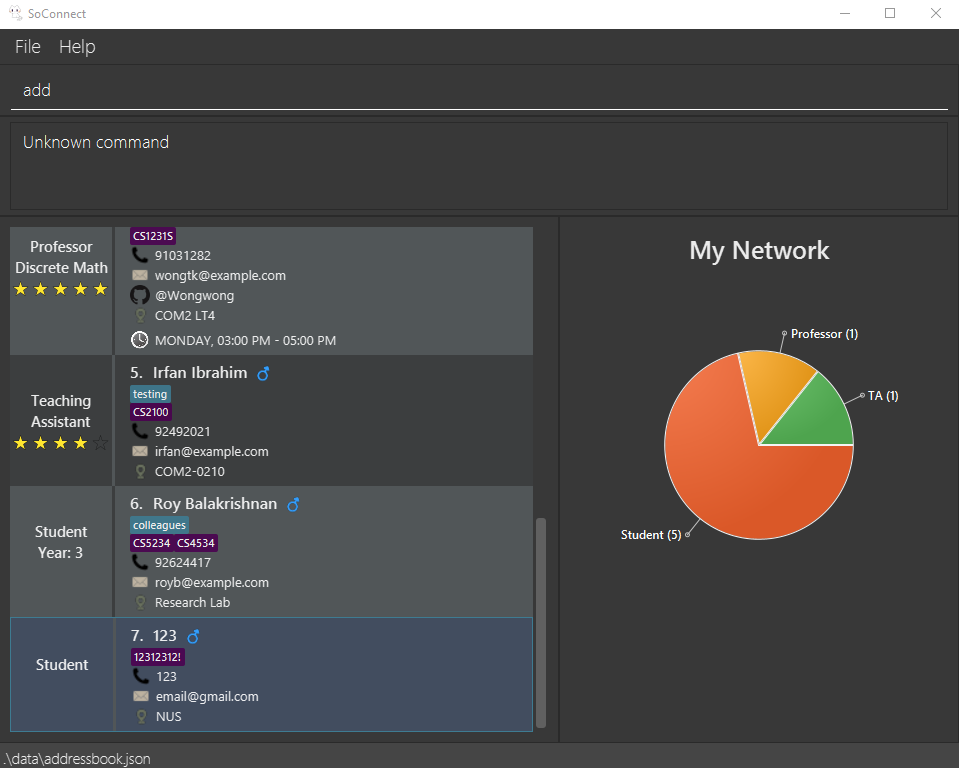 SoConnect
File Help
add
Unknown command
Professor
Discrete Math
CS1231S
91031282
wongtk@example.com
@Wongwong
COM2 LT4
MONDAY, 03:00 PM - 05:00 PM
Teaching
Assistant
5. Irfan Ibrahim
testing
CS2100
92492021
irfan@example.com
COM2-0210
Student
Year: 3
6. Roy Balakrishnan
colleagues
CS5234 CS4534
92624417
royb@example.com
Research Lab
Student
7. 123
12312312!
123
email@gmail.com
NUS
My Network
Professor (1)
TA (1)
Student (5)
.\data\addressbook.json